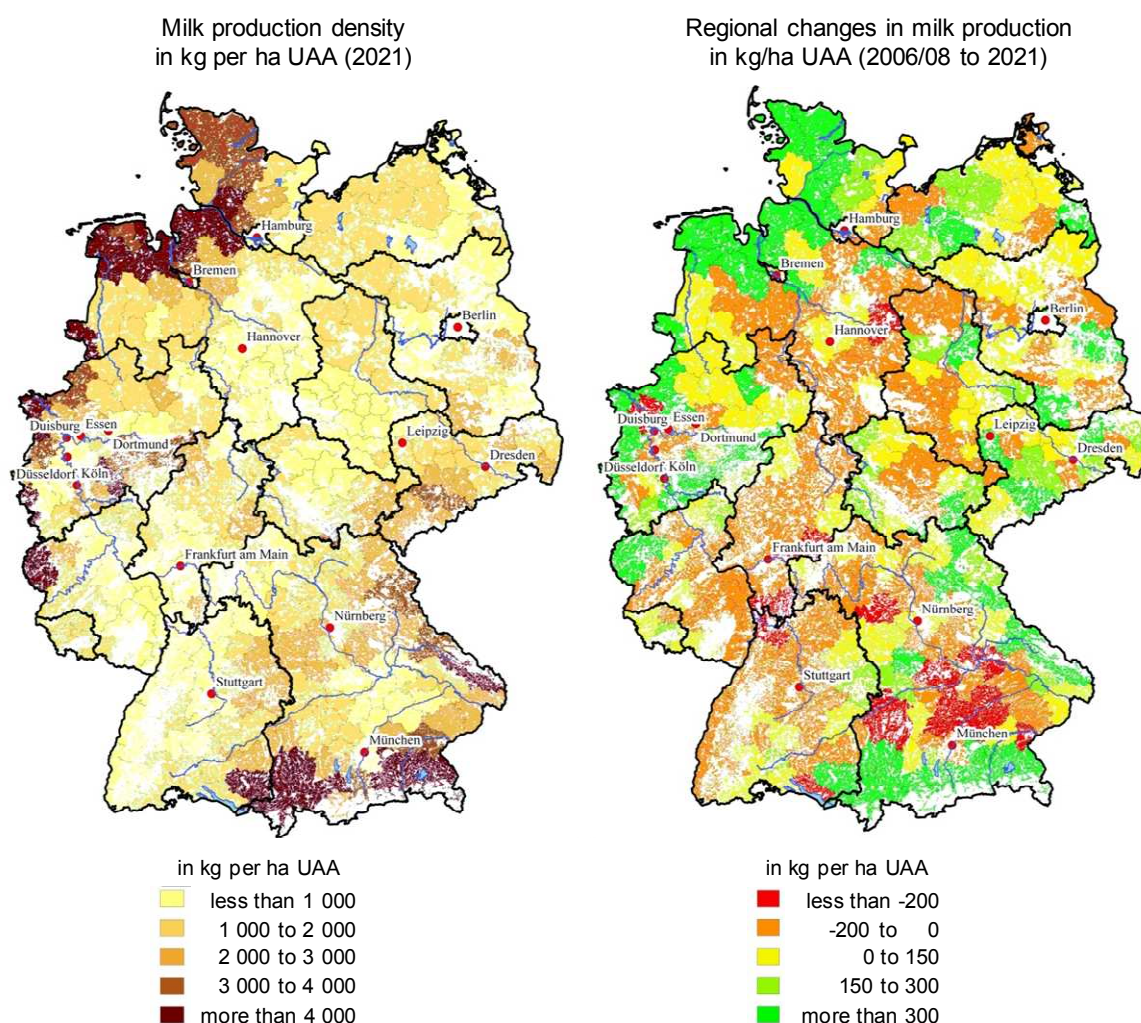 Milk production density
in kg per ha UAA (2021)
Regional changes in milk production
in kg/ha UAA (2006/08 to 2021)
Hamburg
Bremen
Berlin
Hannover
Duisburg
Essen
Dortmund
Düsseldorf
Köln
Leipzig
Dresden
Frankfurt am Main
Nürnberg
Stuttgart
München
Hamburg
Bremen
Berlin
Hannover
Duisburg
Essen
Dortmund
Düsseldorf
Köln
Leipzig
Dresden
Frankfurt am Main
Nürnberg
Stuttgart
München
in kg per ha UAA
less than 1 000
1 000 to 2 000
2 000 to 3 000
3 000 to 4 000
more than 4 000
in kg per ha UAA
less than -200
-200 to 0
0 to 150
150 to 300
more than 300